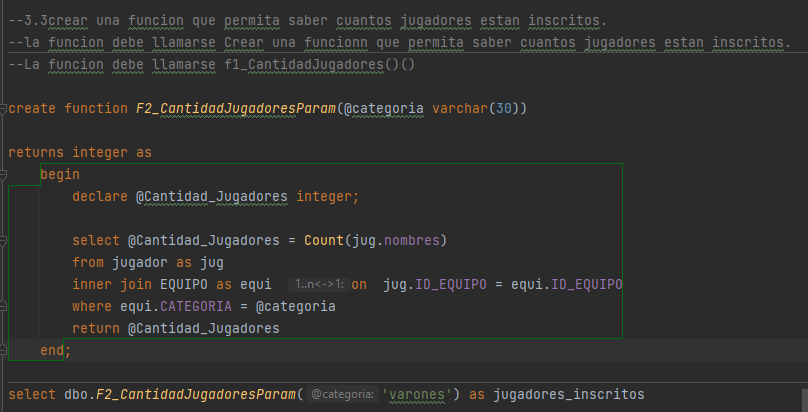 --3.3crear una funcion que permita saber cuantos jugadores estan inscritos.
--la funcion debe llamarse Crear una funcionn que permita saber cuantos jugadores estan inscritos.
--La funcion debe llamarse f1_CantidadJugadores()()
create function F2_CantidadJugadoresParam(@categoria varchar(30))
returns integer as
begin
declare @Cantidad_Jugadores integer;
select @Cantidad_Jugadores = Count(jug.nombres)
from jugador as jug
inner join EQUIPO as equi 1..n<->1: on jug.ID_EQUIPO = equi.ID_EQUIPO
where equi.CATEGORIA = @categoria
return @Cantidad_Jugadores
end;
select dbo.F2_CantidadJugadoresParam( @categoria: 'varones') as jugadores_inscritos